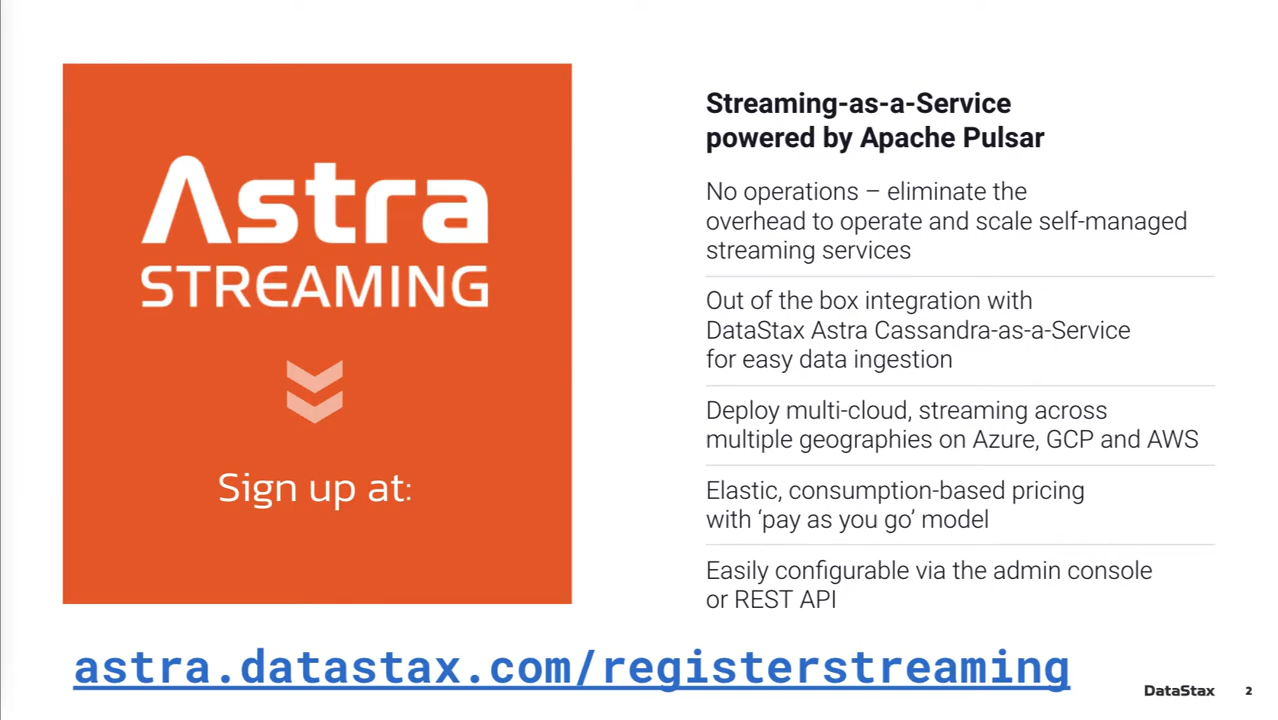 Astra
STREAMING
Sign up at:
Streaming-as-a-Service
powered by Apache Pulsar
No operations – eliminate the
overhead to operate and scale self-managed
streaming services
Out of the box integration with
DataStax Astra Cassandra-as-a-Service
for easy data ingestion
Deploy multi-cloud, streaming across
multiple geographies on Azure, GCP and AWS
Elastic, consumption-based pricing
with ‘pay as you go’ model
Easily configurable via the admin console
or REST API
astra.datastax.com/registerstreaming
DataStax 2